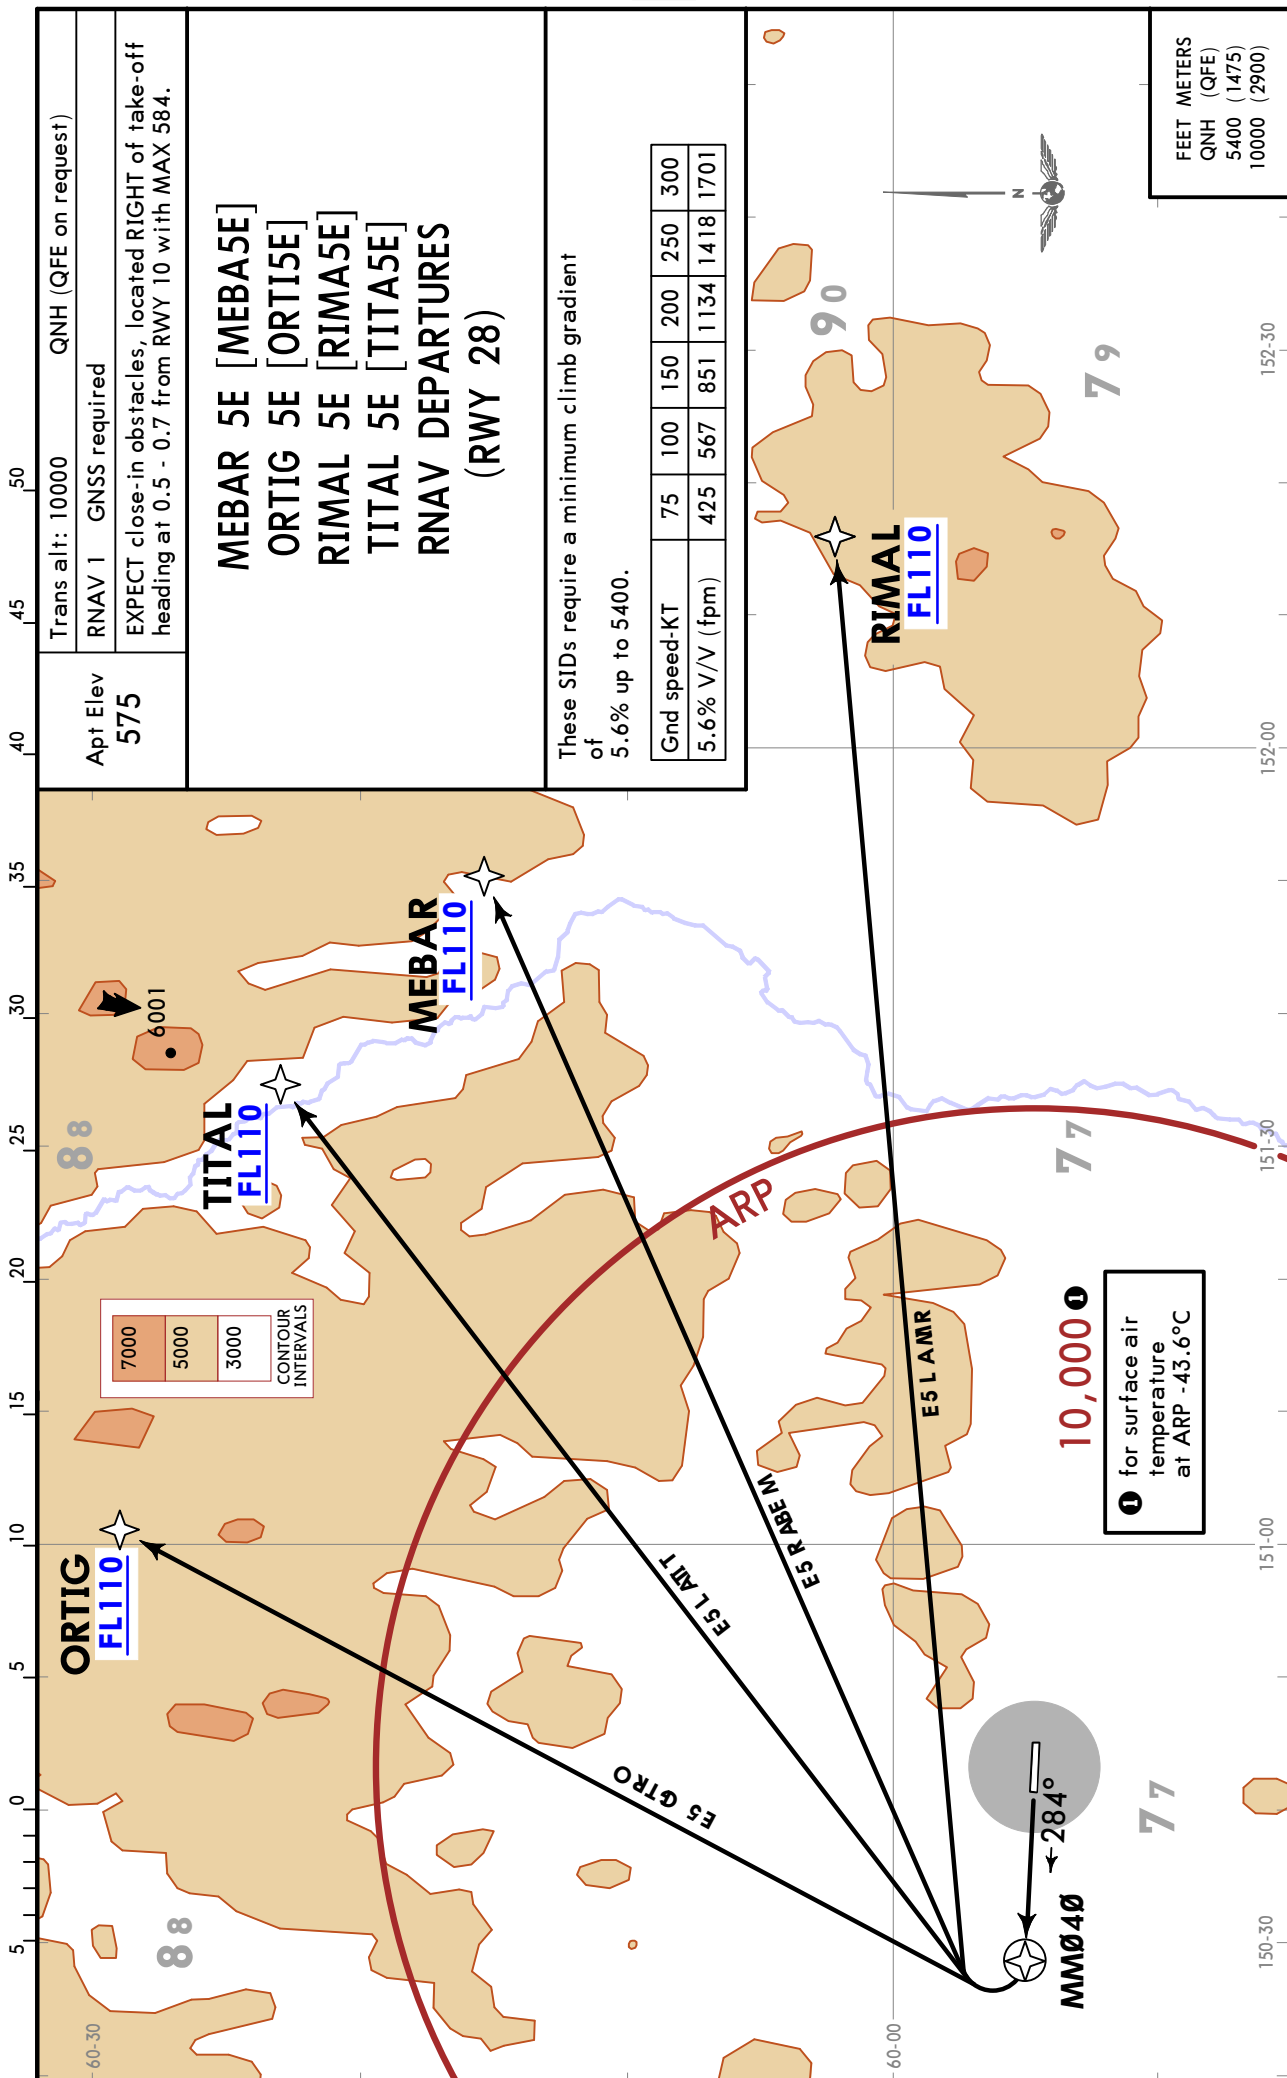 Apt Elev
575
Trans alt: 10000 QNH (QFE on request)
RNAV 1 GNSS required
EXPECT close-in obstacles, located RIGHT of take-off
heading at 0.5 - 0.7 from RWY 10 with MAX 584.
MEBAR 5E [MEBA5E]
ORTIG 5E [ORTI5E]
RIMAL 5E [RIMA5E]
TITAL 5E [TITA5E]
RNAV DEPARTURES
(RWY 28)
These SIDs require a minimum climb gradient
of
5.6% up to 5400.
Gnd speed-KT 75 100 150 200 250 300
5.6% V/V (fpm) 425 567 851 1134 1418 1701
5
0
5
10
15
20
25
30
35
40
45
50
ORTIG
FL110
TITAL
FL110
MEBAR
FL110
RIMAL
FL110
6001
88
88
77
77
79
90
7000
5000
3000
CONTOUR
INTERVALS
ARP
E5 GITRO
E5 LATIT
E5 RABEM
E5 LAMIR
10,000 ❶
❶ for surface air
temperature
at ARP -43.6°C
284°
MMØ4Ø
N
60-30
60-00
150-30
151-00
151-30
152-00
152-30
FEET METERS
QNH (QFE)
5400 (1475)
10000 (2900)